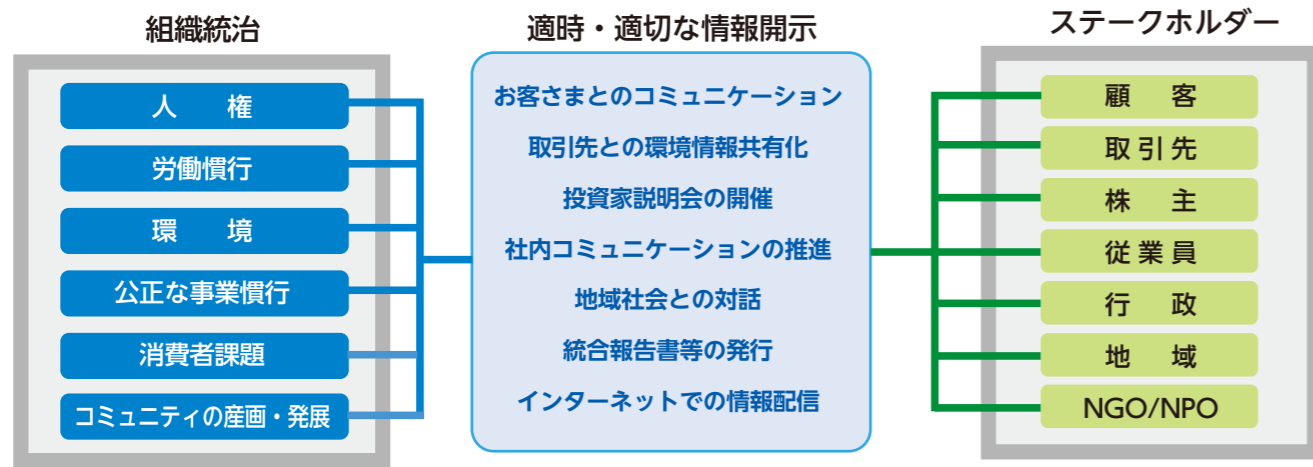 組織統治
人　権
労働慣行
環　境
公正な事業慣行
消費者課題
コミュニティの産画・発展
適時・適切な情報開示
お客さまとのコミュニケーション
取引先との環境情報共有化
投資家説明会の開催
社内コミュニケーションの推進
地域社会との対話
統合報告書等の発行
インターネットでの情報配信
ステークホルダー
顧　客
取引先
株　主
従業員
行　政
地　域
NGO/NPO